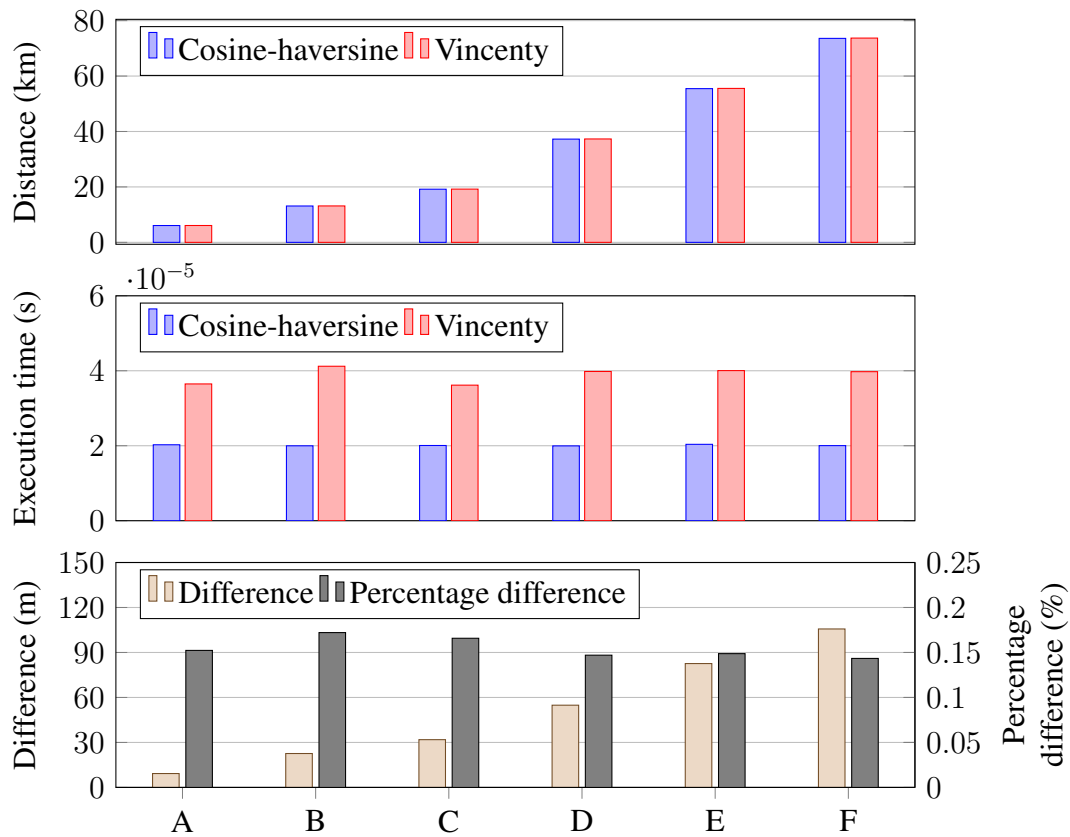 Distance (km)
80
60
40
20
0
Cosine-haversine Vincenty
·10⁻⁵
Execution time (s)
6
4
2
0
Cosine-haversine Vincenty
Difference (m)
150
120
90
60
30
0
Difference Percentage difference
0.25
0.2
0.15
0.1
0.05
0
Percentage
difference (%)
A B C D E F